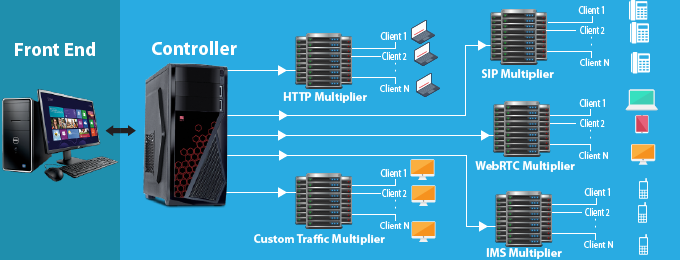 Front End
Controller
Client 1
Client 2
Client N
HTTP Multiplier
Client 1
Client 2
Client N
SIP Multiplier
Client 1
Client 2
Client N
WebRTC Multiplier
Client 1
Client 2
Client N
Custom Traffic Multiplier
Client 1
Client 2
Client N
IMS Multiplier